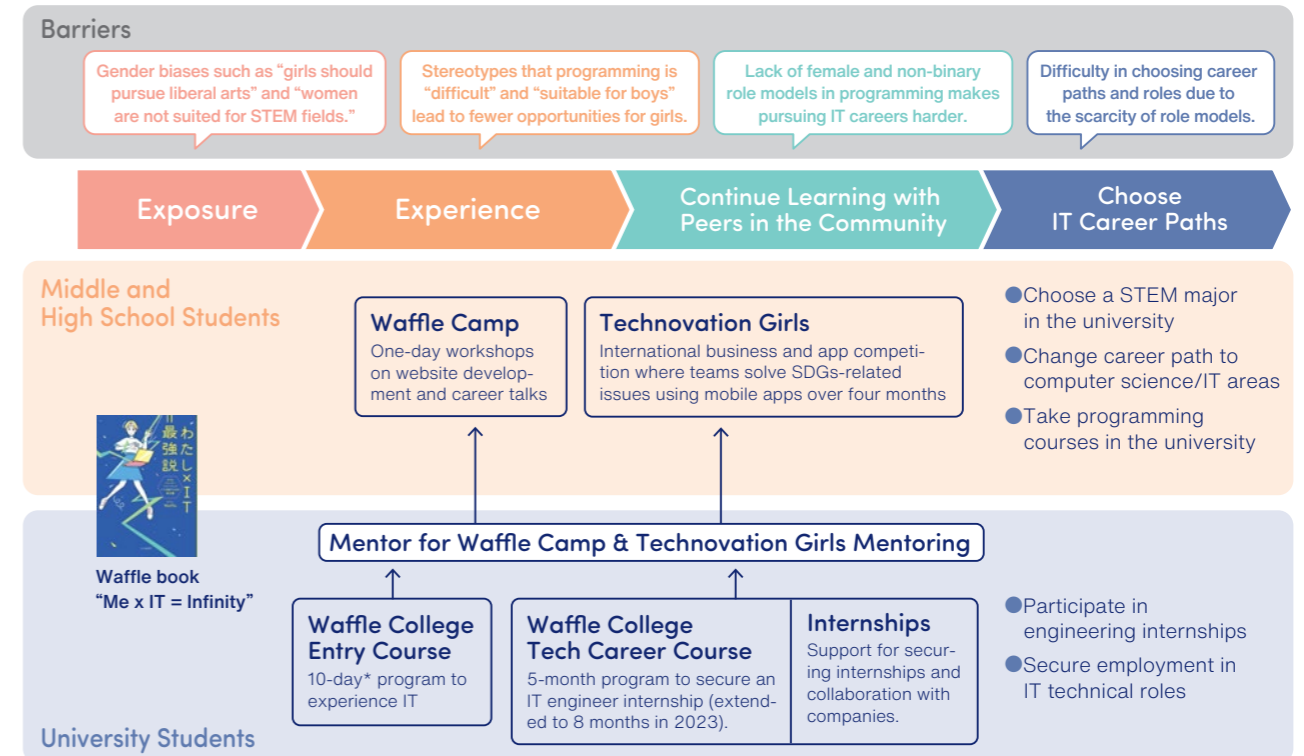 Barriers
Gender biases such as “girls should
pursue liberal arts” and “women
are not suited for STEM fields.”
Stereotypes that programming is
“difficult” and “suitable for boys”
lead to fewer opportunities for girls.
Lack of female and non-binary
role models in programming makes
pursuing IT careers harder.
Difficulty in choosing career
paths and roles due to
the scarcity of role models.
Exposure
Experience
Continue Learning with
Peers in the Community
Choose
IT Career Paths
Middle and
High School Students
Waffle Camp
One-day workshops
on website develop-
ment and career talks
Technovation Girls
International business and app competi-
tion where teams solve SDGs-related
issues using mobile apps over four months
●Choose a STEM major
in the university
●Change career path to
computer science/IT areas
●Take programming
courses in the university
わたし×IT
=最強説
Waffle book
“Me x IT = Infinity”
Mentor for Waffle Camp & Technovation Girls Mentoring
Waffle College
Entry Course
10-day* program to
experience IT
Waffle College
Tech Career Course
5-month program to secure an
IT engineer internship (extend-
ed to 8 months in 2023).
Internships
Support for secur-
ing internships and
collaboration with
companies.
●Participate in
engineering internships
●Secure employment in
IT technical roles
University Students